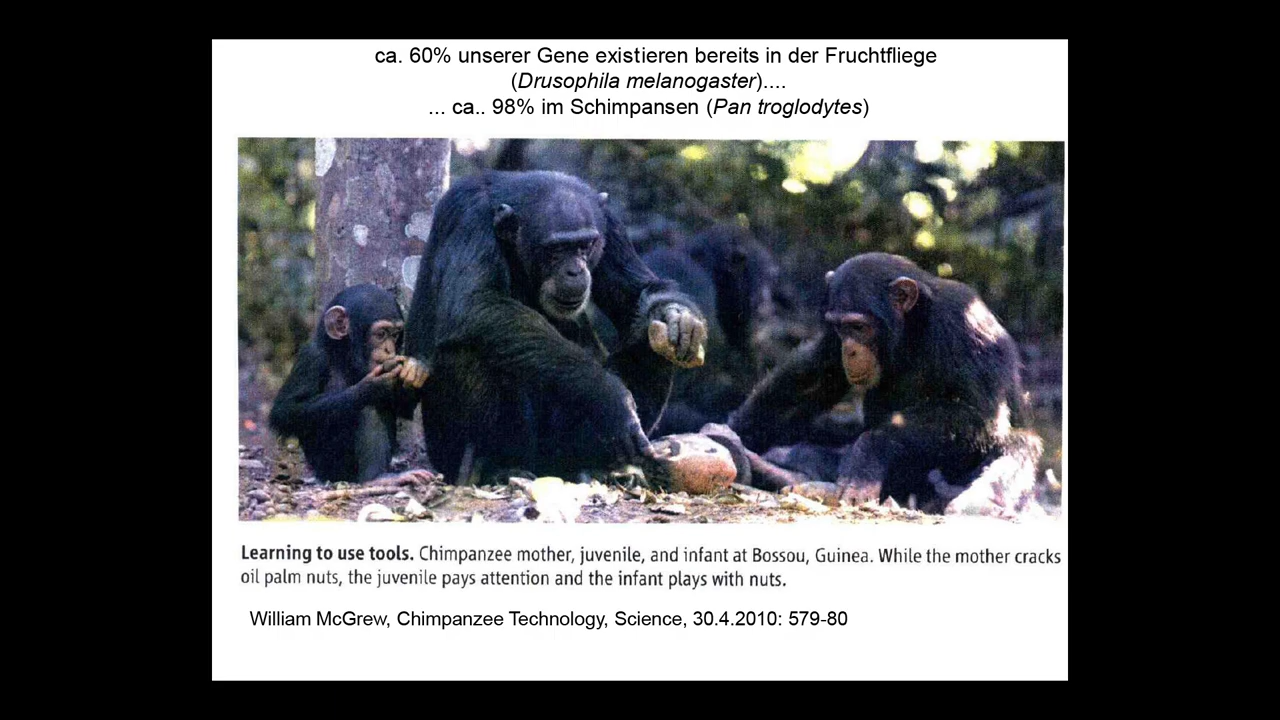 ca. 60% unserer Gene existieren bereits in der Fruchtfliege
(Drusophila melanogaster)....
... ca.. 98% im Schimpansen (Pan troglodytes)
Learning to use tools. Chimpanzee mother, juvenile, and infant at Bossou, Guinea. While the mother cracks
oil palm nuts, the juvenile pays attention and the infant plays with nuts.
William McGrew, Chimpanzee Technology, Science, 30.4.2010: 579-80